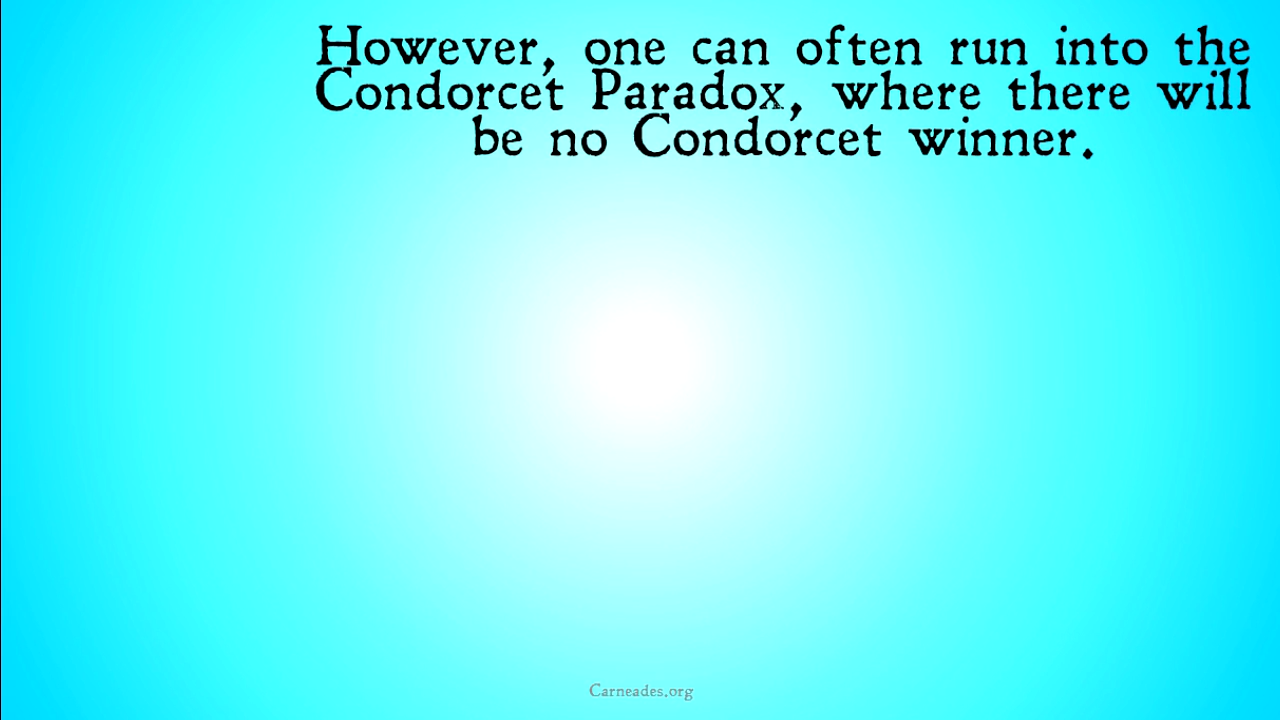 However, one can often run into the
Condorcet Paradox, where there will
be no Condorcet winner.
Carneades.org